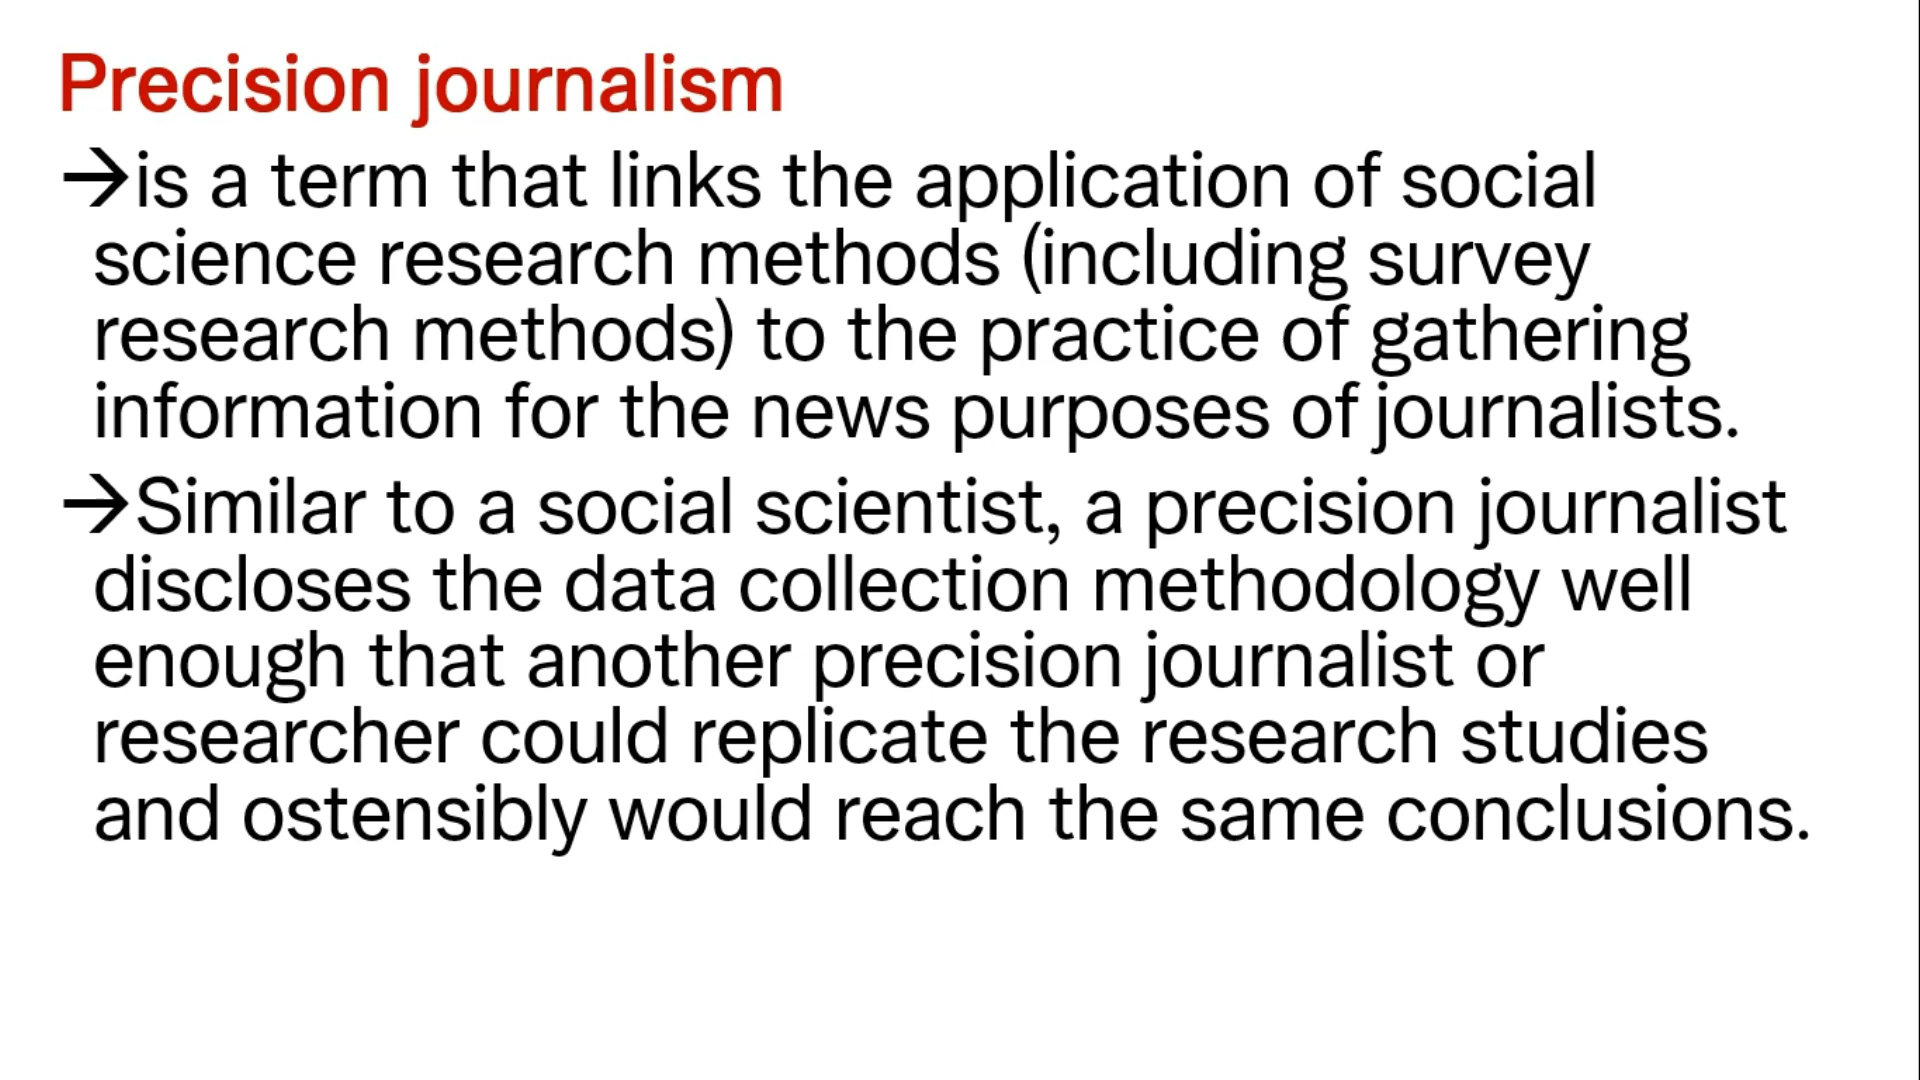 Precision journalism
→is a term that links the application of social
science research methods (including survey
research methods) to the practice of gathering
information for the news purposes of journalists.
→Similar to a social scientist, a precision journalist
discloses the data collection methodology well
enough that another precision journalist or
researcher could replicate the research studies
and ostensibly would reach the same conclusions.